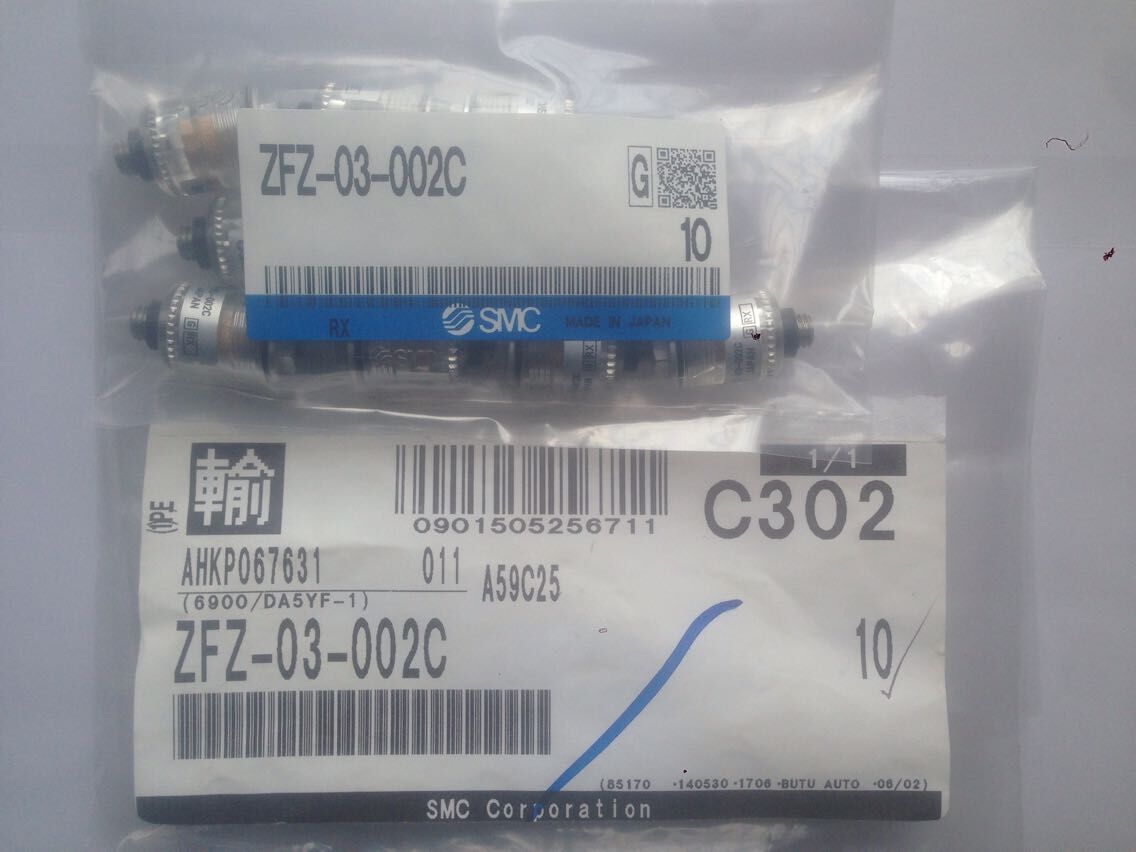 ZFZ-03-002C
G
10
RX
SMC
MADE IN JAPAN
輸
1/1
0901505256711
C302
AHKP067631 011
A59C25
(6900/DA5YF-1)
ZFZ-03-002C
10
(85170 ·140530 ·1706 ·BUTU AUTO ·06/02)
SMC Corporation